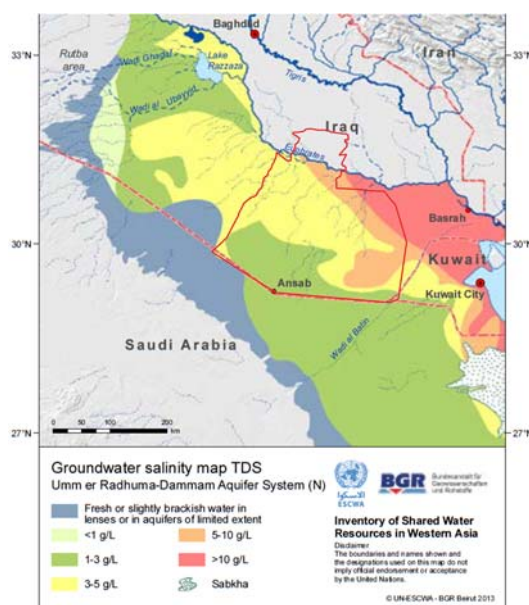 33°N
33°N
Baghdad
Rutba
area
Wadi Ghagaf
Lake
Razzaza
Iran
Tigris
Wadi al Ubayyid
Iraq
Euphrates
Basrah
30°N
30°N
Kuwait
Ansab
Kuwait City
Saudi Arabia
Wadi al Batin
27°N
27°N
0 50 100 200
km
Groundwater salinity map TDS
Umm er Radhuma-Dammam Aquifer System (N)
Fresh or slightly brackish water in
lenses or in aquifers of limited extent
<1 g/L
5-10 g/L
1-3 g/L
>10 g/L
3-5 g/L
Sabkha
الإسكوا
ESCWA
BGR
Bundesanstalt für
Geowissenschaften
und Rohstoffe
Inventory of Shared Water
Resources in Western Asia
Disclaimer
The boundaries and names shown and
the designations used on this map do not
imply official endorsement or acceptance
by the United Nations.
© UN-ESCWA - BGR Beirut 2013